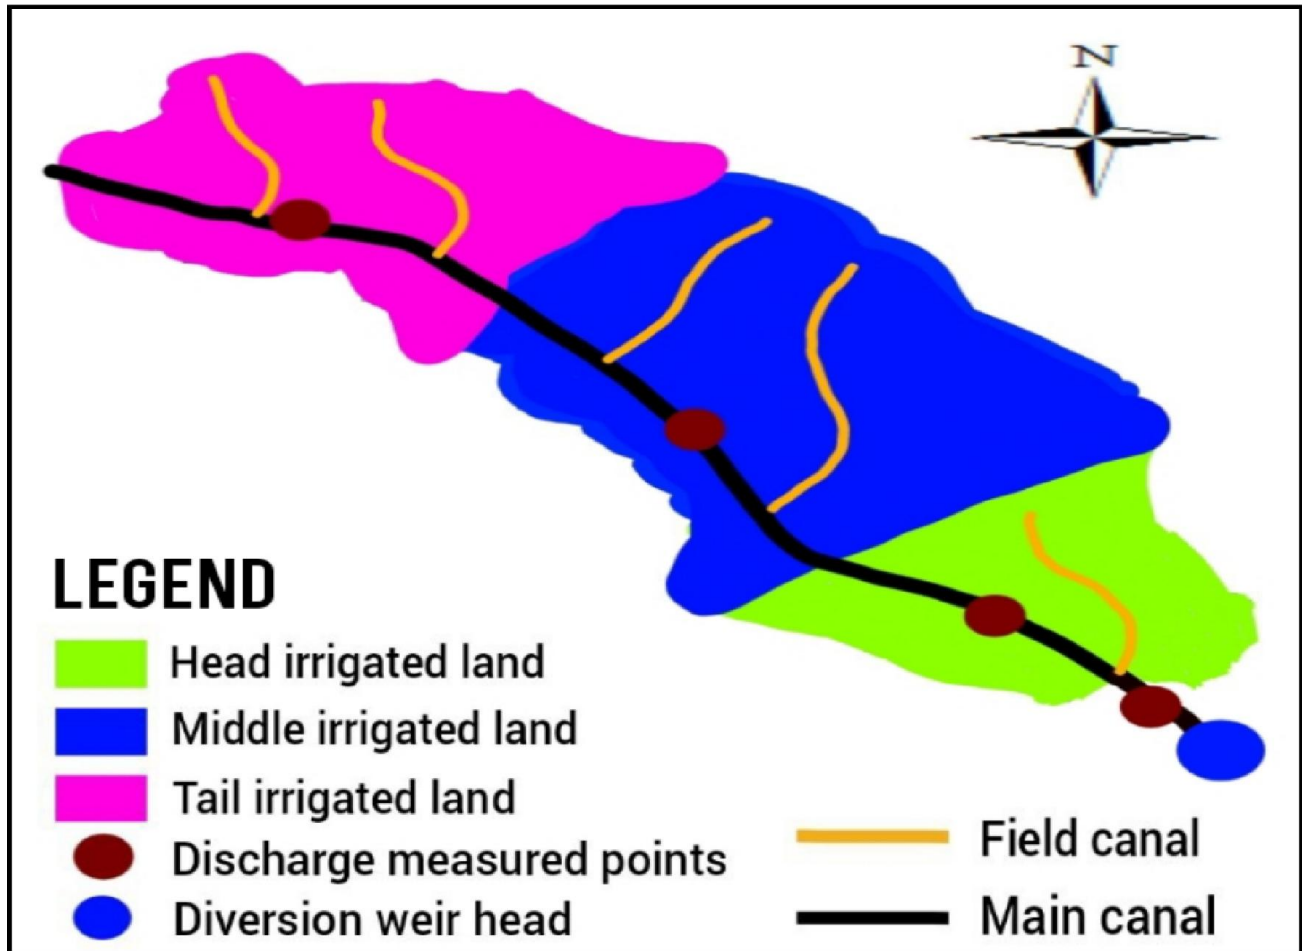 N
LEGEND
Head irrigated land
Middle irrigated land
Tail irrigated land
Discharge measured points
Diversion weir head
Field canal
Main canal